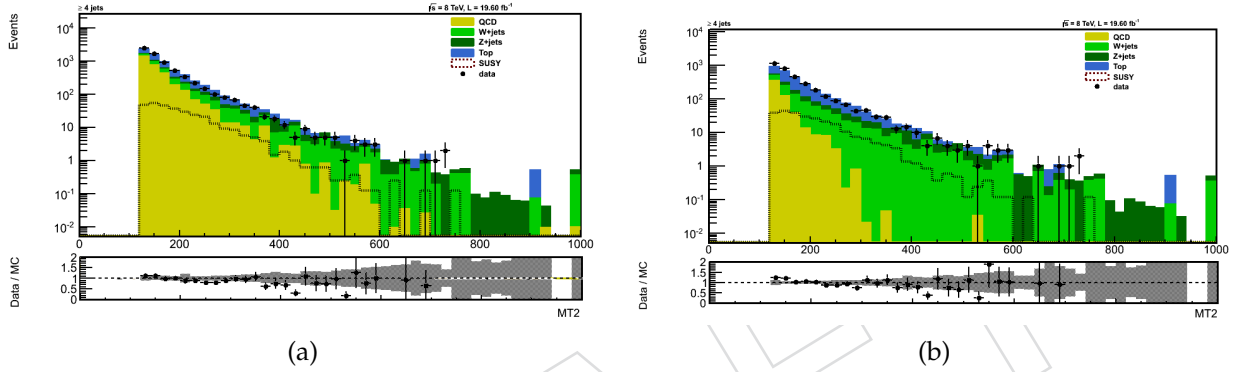 ≥ 4 jets
√s = 8 TeV, L = 19.60 fb⁻¹
Events
QCD
W+jets
Z+jets
Top
SUSY
data
10⁴
10³
10²
10
1
10⁻¹
10⁻²
0 200 400 600 800 1000
Data / MC
2
1.5
1
0.5
0
MT2
(a)
≥ 4 jets
√s = 8 TeV, L = 19.60 fb⁻¹
Events
QCD
W+jets
Z+jets
Top
SUSY
data
10⁴
10³
10²
10
1
10⁻¹
10⁻²
0 200 400 600 800 1000
Data / MC
2
1.5
1
0.5
0
MT2
(b)